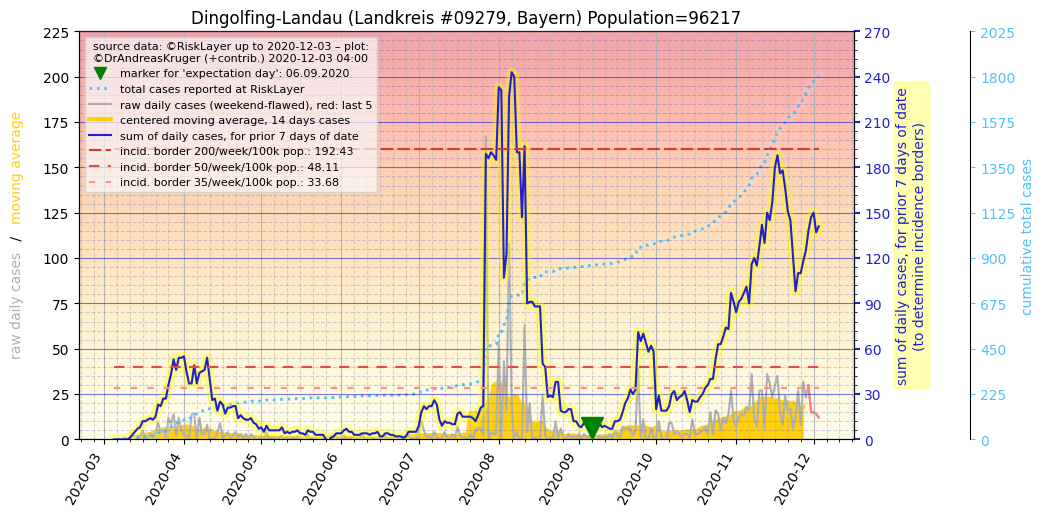 Dingolfing-Landau (Landkreis #09279, Bayern) Population=96217
source data: ©RiskLayer up to 2020-12-03 – plot:
©DrAndreasKruger (+contrib.) 2020-12-03 04:00
marker for 'expectation day': 06.09.2020
total cases reported at RiskLayer
raw daily cases (weekend-flawed), red: last 5
centered moving average, 14 days cases
sum of daily cases, for prior 7 days of date
incid. border 200/week/100k pop.: 192.43
incid. border 50/week/100k pop.: 48.11
incid. border 35/week/100k pop.: 33.68
raw daily cases / moving average
225
200
175
150
125
100
75
50
25
0
2020-03
2020-04
2020-05
2020-06
2020-07
2020-08
2020-09
2020-10
2020-11
2020-12
270
240
210
180
150
120
90
60
30
0
sum of daily cases, for prior 7 days of date
(to determine incidence borders)
2025
1800
1575
1350
1125
900
675
450
225
0
cumulative total cases